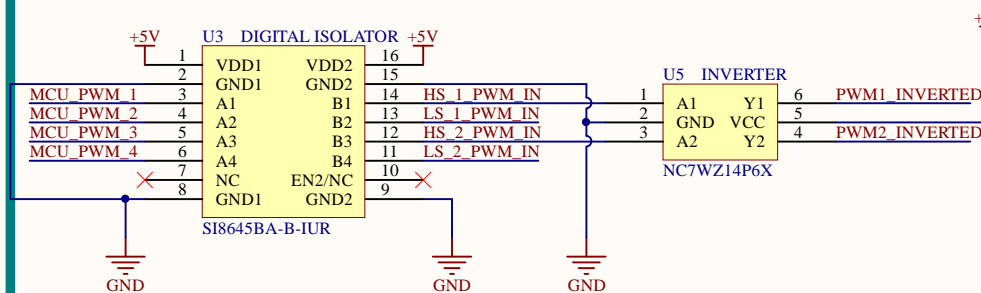 U3 DIGITAL ISOLATOR
+5V
+5V
1 VDD1 VDD2 16
2 GND1 GND2 15
MCU_PWM_1 3 A1 B1 14 HS_1_PWM_IN
MCU_PWM_2 4 A2 B2 13 LS_1_PWM_IN
MCU_PWM_3 5 A3 B3 12 HS_2_PWM_IN
MCU_PWM_4 6 A4 B4 11 LS_2_PWM_IN
7 NC EN2/NC 10
8 GND1 GND2 9
SI8645BA-B-IUR
GND
GND
GND
U5 INVERTER
1 A1 Y1 6 PWM1_INVERTED
2 GND VCC 5
3 A2 Y2 4 PWM2_INVERTED
NC7WZ14P6X